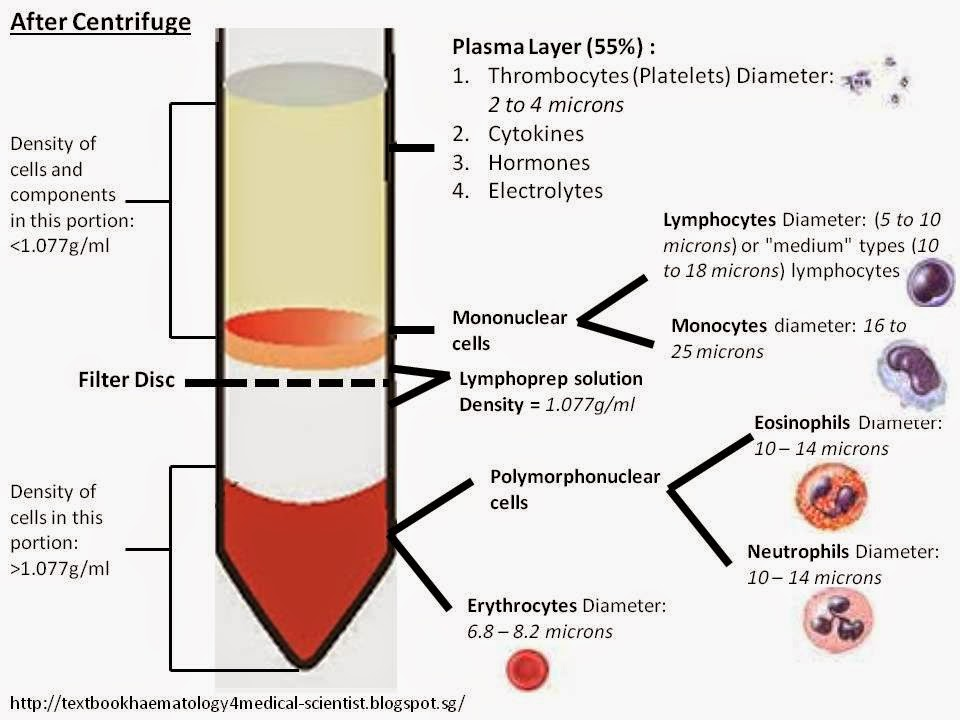 After Centrifuge
Plasma Layer (55%) :
1. Thrombocytes (Platelets) Diameter:
2 to 4 microns
2. Cytokines
3. Hormones
4. Electrolytes
Density of
cells and
components
in this portion:
<1.077g/ml
Lymphocytes Diameter: (5 to 10
microns) or "medium" types (10
to 18 microns) lymphocytes
Mononuclear
cells
Monocytes diameter: 16 to
25 microns
Filter Disc
Lymphoprep solution
Density = 1.077g/ml
Eosinophils Diameter:
10 – 14 microns
Polymorphonuclear
cells
Density of
cells in this
portion:
>1.077g/ml
Neutrophils Diameter:
10 – 14 microns
Erythrocytes Diameter:
6.8 – 8.2 microns
http://textbookhaematology4medical-scientist.blogspot.sg/